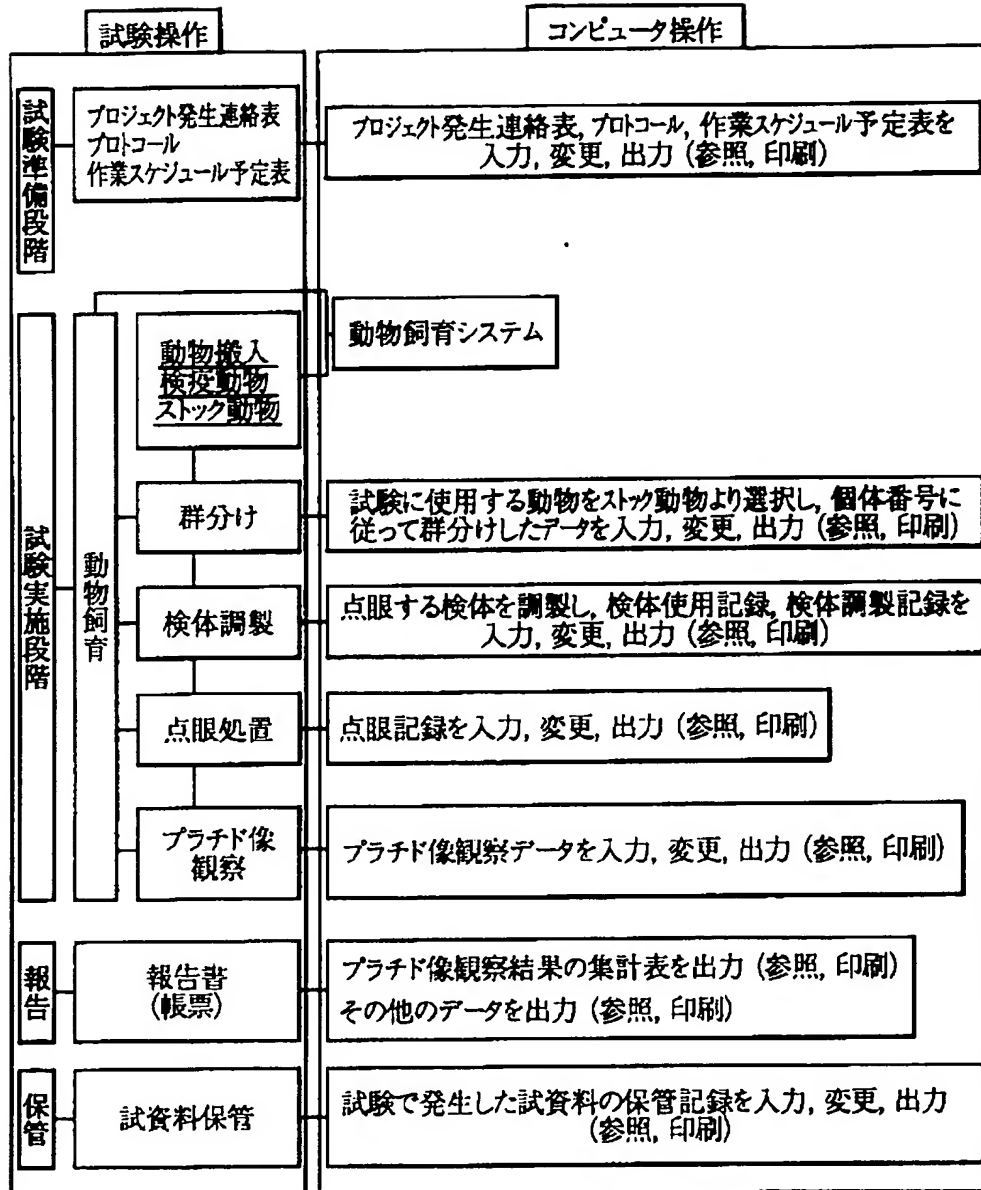 試験操作
コンピュータ操作
試験準備段階
プロジェクト発生連絡表
プロトコール
作業スケジュール予定表
プロジェクト発生連絡表, プロトコール, 作業スケジュール予定表を
入力, 変更, 出力 (参照, 印刷)
試験実施段階
動物飼育
動物搬入
検疫動物
ストック動物
動物飼育システム
群分け
試験に使用する動物をストック動物より選択し, 個体番号に
従って群分けしたデータを入力, 変更, 出力 (参照, 印刷)
検体調製
点眼する検体を調製し, 検体使用記録, 検体調製記録を
入力, 変更, 出力 (参照, 印刷)
点眼処置
点眼記録を入力, 変更, 出力 (参照, 印刷)
プラチド像
観察
プラチド像観察データを入力, 変更, 出力 (参照, 印刷)
報告
報告書
(帳票)
プラチド像観察結果の集計表を出力 (参照, 印刷)
その他のデータを出力 (参照, 印刷)
保管
試資料保管
試験で発生した試資料の保管記録を入力, 変更, 出力
(参照, 印刷)